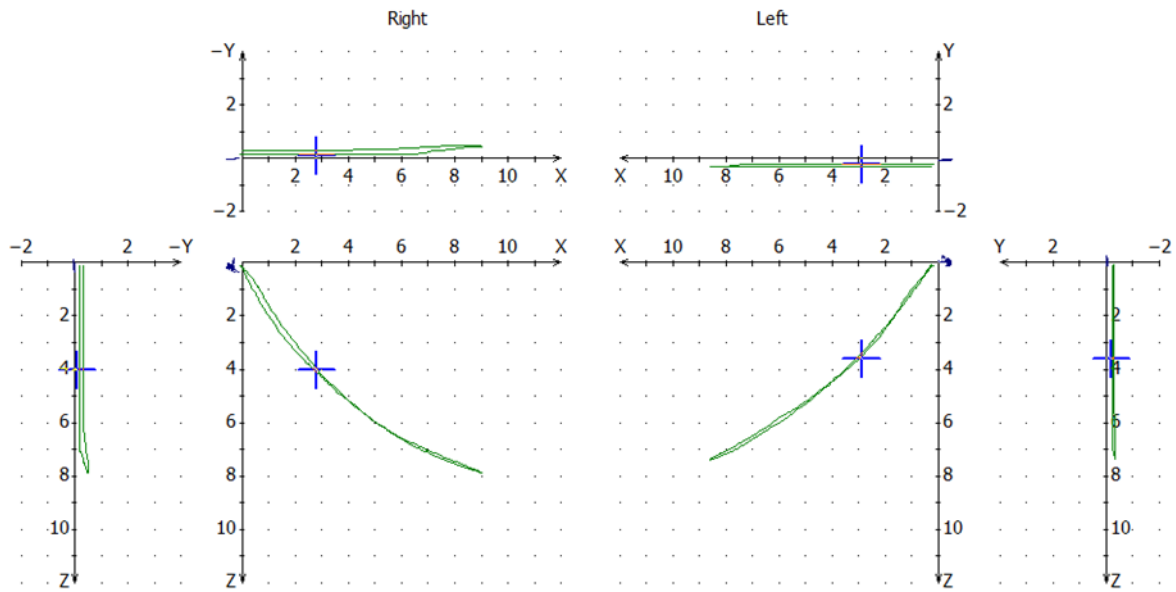 Right Left
−Y Y
2 2
2 4 6 8 10 X X 10 8 6 4 2
−2 −2
−2 2 −Y 2 4 6 8 10 X X 10 8 6 4 2 Y 2 −2
2 2 2 2
4 4 4 4
6 6 6 6
8 8 8 8
10 10 10 10
Z Z Z Z